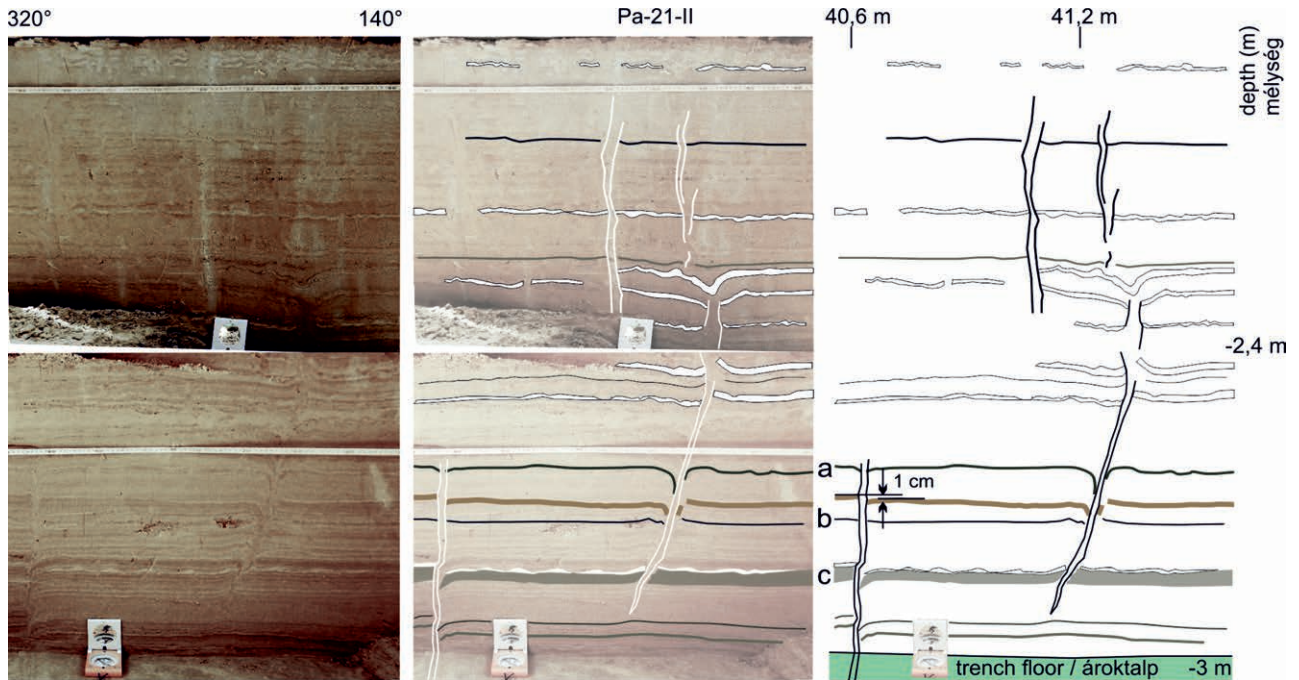 320° 140° Pa-21-II 40,6 m 41,2 m
depth (m)
mélység
-2,4 m
a
1 cm
b
c
trench floor / ároktalp -3 m